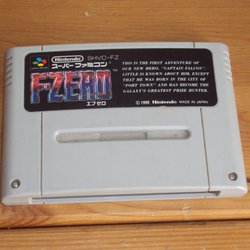 Nintendo SHVC-FZ
スーパーファミコン TM
F-ZERO TM
エフゼロ
THIS IS THE FIRST ADVENTURE OF
OUR NEW HERO, "CAPTAIN FALCON".
LITTLE IS KNOWN ABOUT HIM, EXCEPT
THAT HE WAS BORN IN THE CITY OF
"PORT TOWN" AND HAS BECOME THE
GALAXY'S GREATEST PRIZE HUNTER.
© 1990 Nintendo MADE IN JAPAN